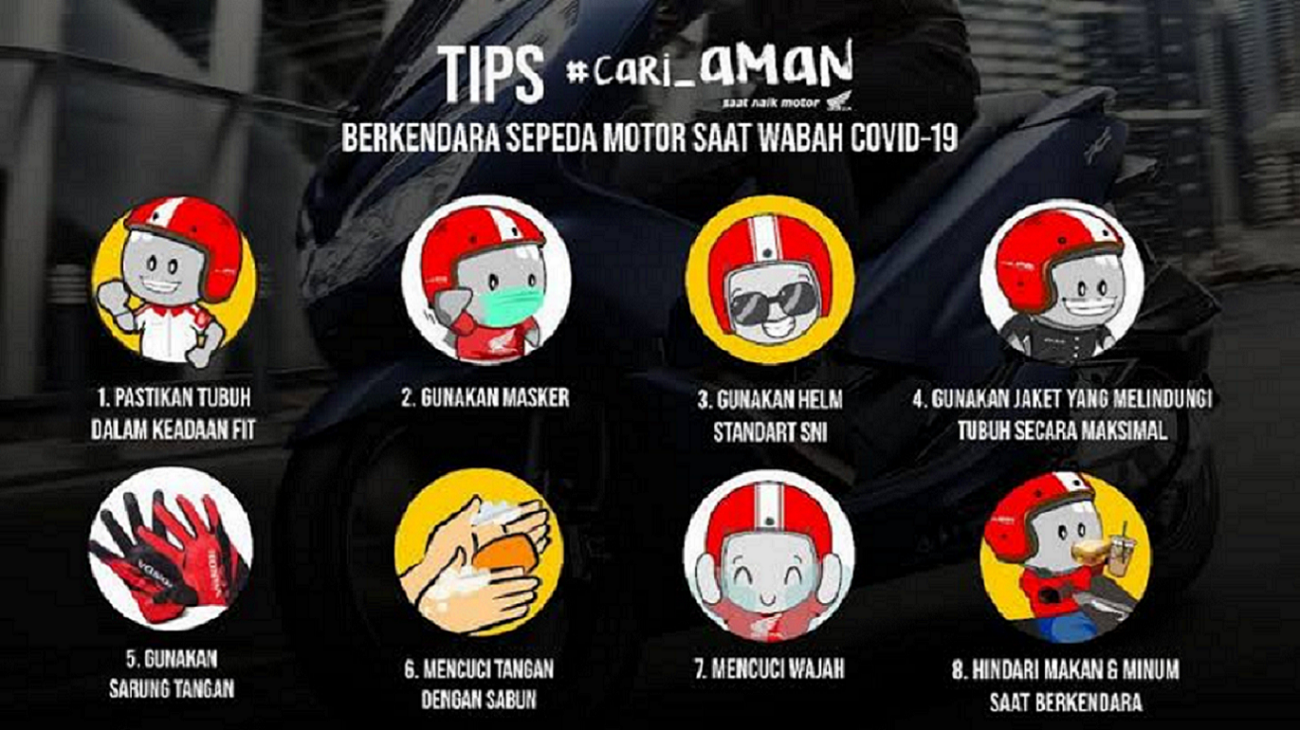 TIPS #CARi_AMAN
saat naik motor
BERKENDARA SEPEDA MOTOR SAAT WABAH COVID-19
1. PASTIKAN TUBUH
DALAM KEADAAN FIT
2. GUNAKAN MASKER
3. GUNAKAN HELM
STANDART SNI
4. GUNAKAN JAKET YANG MELINDUNGI
TUBUH SECARA MAKSIMAL
5. GUNAKAN
SARUNG TANGAN
6. MENCUCI TANGAN
DENGAN SABUN
7. MENCUCI WAJAH
8. HINDARI MAKAN & MINUM
SAAT BERKENDARA